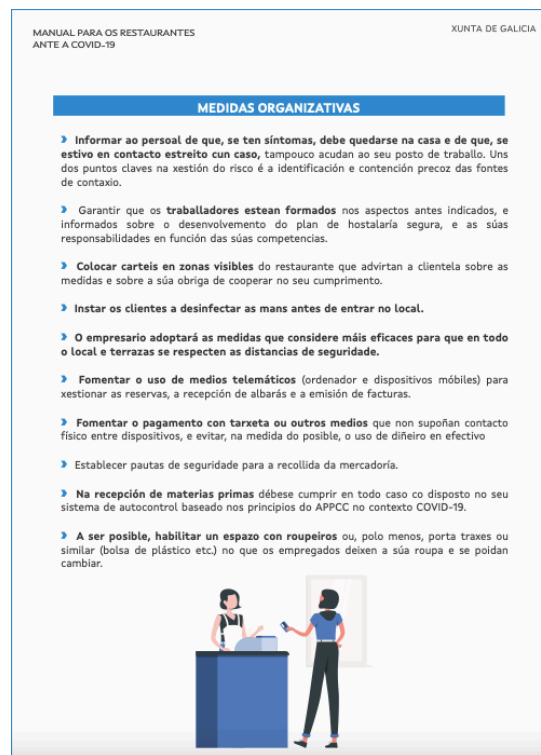 MANUAL PARA OS RESTAURANTES
ANTE A COVID-19
XUNTA DE GALICIA
MEDIDAS ORGANIZATIVAS
Informar ao persoal de que, se ten síntomas, debe quedarse na casa e de que, se
estivo en contacto estreito cun caso, tampouco acudan ao seu posto de traballo. Uns
dos puntos claves na xestión do risco é a identificación e contención precoz das fontes
de contaxio.
Garantir que os traballadores estean formados nos aspectos antes indicados, e
informados sobre o desenvolvemento do plan de hostalaría segura, e as súas
responsabilidades en función das súas competencias.
Colocar carteis en zonas visibles do restaurante que advirtan a clientela sobre as
medidas e sobre a súa obriga de cooperar no seu cumprimento.
Instar os clientes a desinfectar as mans antes de entrar no local.
O empresario adoptará as medidas que considere máis eficaces para que en todo
o local e terrazas se respecten as distancias de seguridade.
Fomentar o uso de medios telemáticos (ordenador e dispositivos móbiles) para
xestionar as reservas, a recepción de albarás e a emisión de facturas.
Fomentar o pagamento con tarxeta ou outros medios que non supoñan contacto
físico entre dispositivos, e evitar, na medida do posible, o uso de diñeiro en efectivo
Establecer pautas de seguridade para a recollida da mercadoría.
Na recepción de materias primas débese cumprir en todo caso co disposto no seu
sistema de autocontrol baseado nos principios do APPCC no contexto COVID-19.
A ser posible, habilitar un espazo con roupeiros ou, polo menos, porta traxes ou
similar (bolsa de plástico etc.) no que os empregados deixen a súa roupa e se poidan
cambiar.